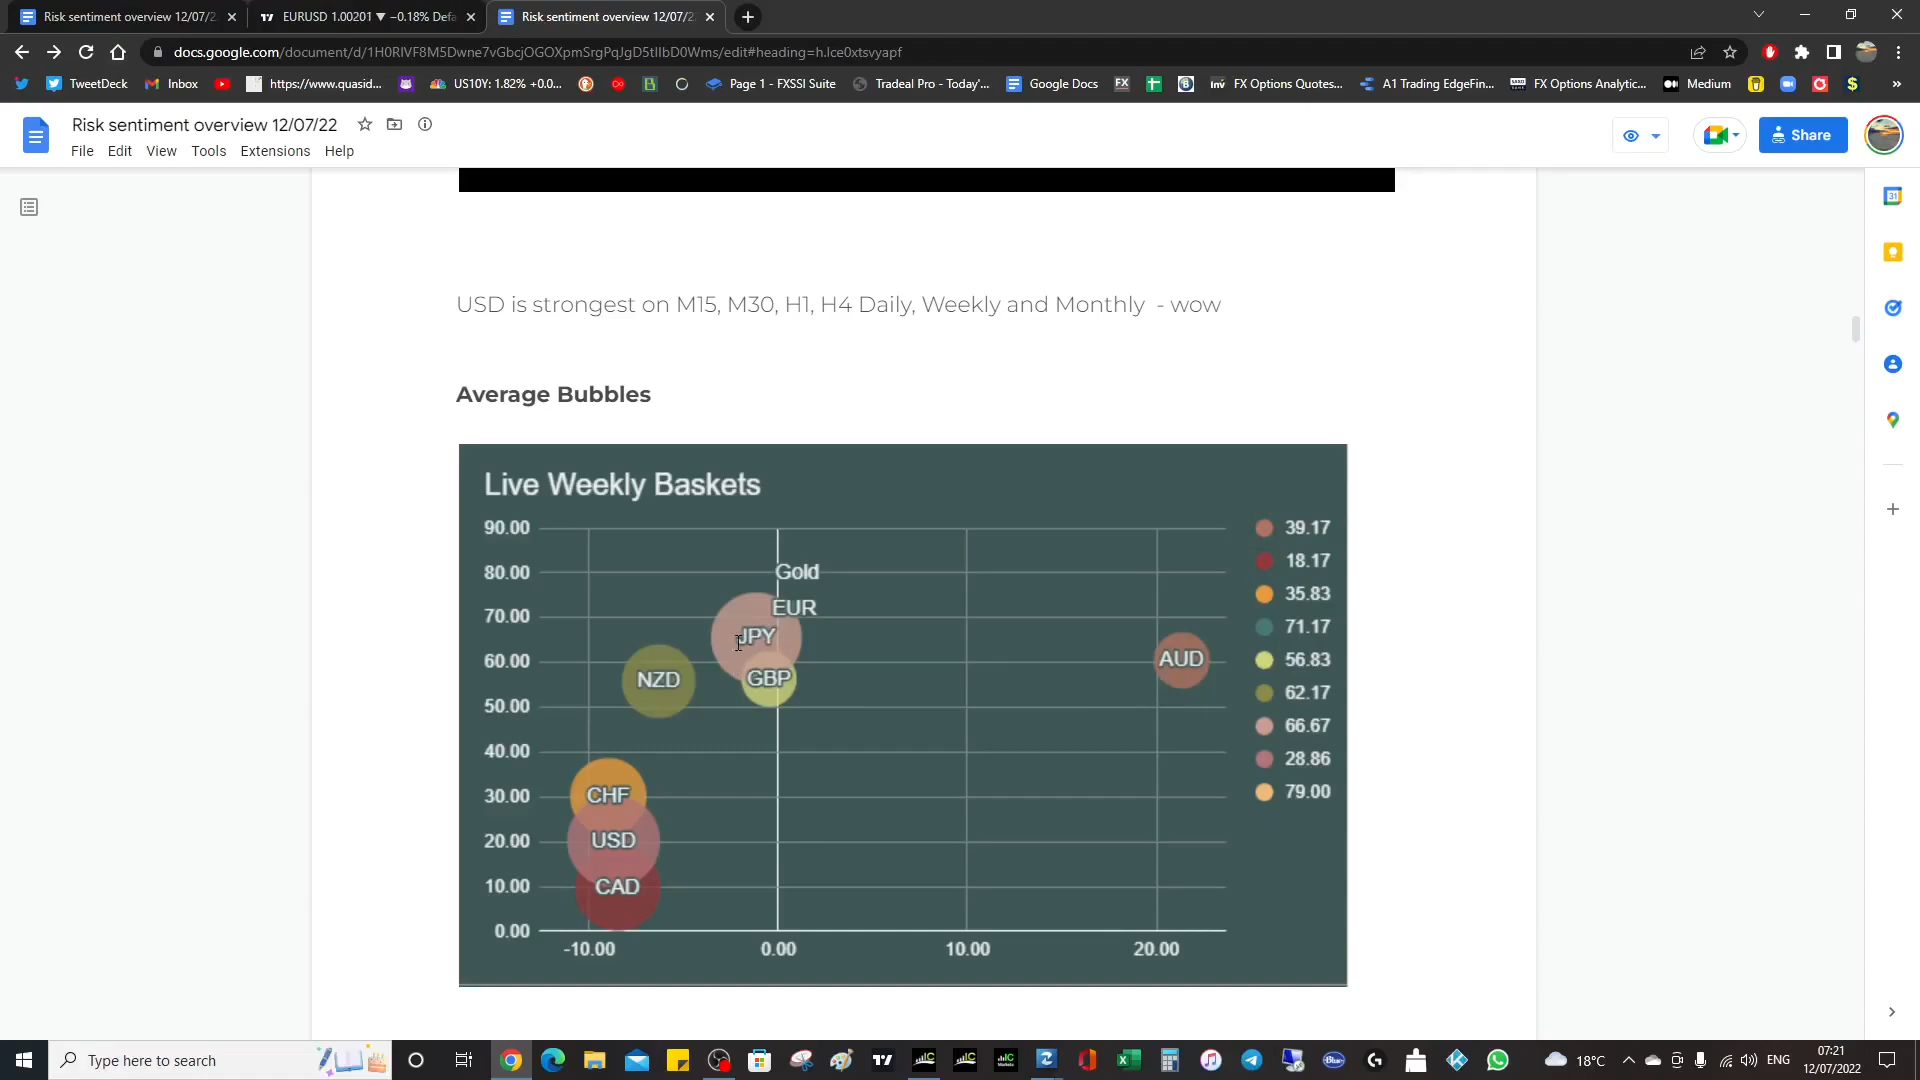 Risk sentiment overview 12/07/2
EURUSD 1.00201 ▼ −0.18% Defa
Risk sentiment overview 12/07/2
docs.google.com/document/d/1H0RlVF8M5Dwne7vGbcjOGOXpmSrgPqJgD5tIIbD0Wms/edit#heading=h.lce0xtsvyapf
TweetDeck
Inbox
https://www.quasid...
US10Y: 1.82% +0.0...
Page 1 - FXSSI Suite
Tradeal Pro - Today'...
Google Docs
FX Options Quotes...
A1 Trading EdgeFin...
FX Options Analytic...
Medium
»
Risk sentiment overview 12/07/22
Share
File Edit View Tools Extensions Help
USD is strongest on M15, M30, H1, H4 Daily, Weekly and Monthly - wow
Average Bubbles
Live Weekly Baskets
90.00
80.00
70.00
60.00
50.00
40.00
30.00
20.00
10.00
0.00
Gold
EUR
JPY
GBP
NZD
AUD
CHF
USD
CAD
-10.00 0.00 10.00 20.00
39.17
18.17
35.83
71.17
56.83
62.17
66.67
28.86
79.00
Type here to search
18°C
ENG
07:21
12/07/2022